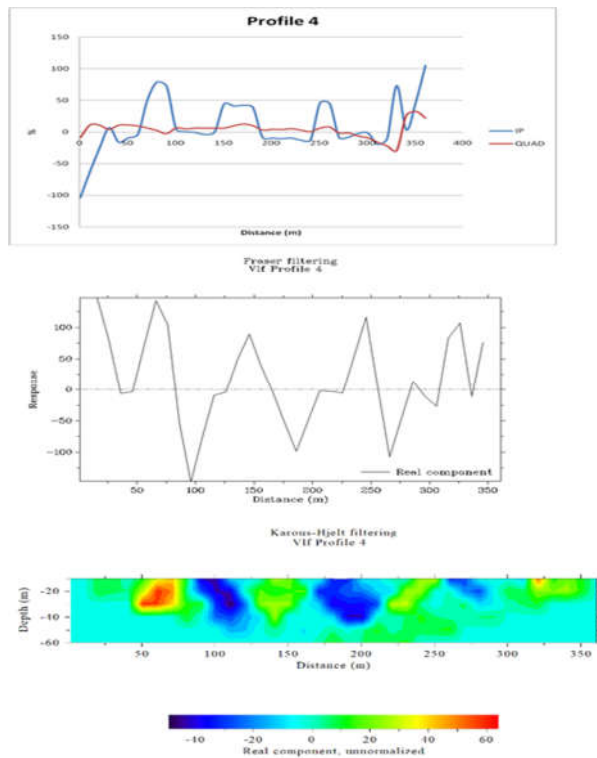 Profile 4
150
100
50
0
-50
-100
-150
%
0 50 100 150 200 250 300 350 400
Distance (m)
IP
QUAD
Fraser filtering
Vlf Profile 4
100
50
0
-50
-100
Response
Real component
50 100 150 200 250 300 350
Distance (m)
Karous-Hjelt filtering
Vlf Profile 4
-20
-40
-60
Depth (m)
50 100 150 200 250 300 350
Distance (m)
-40 -20 0 20 40 60
Real component, unnormalized